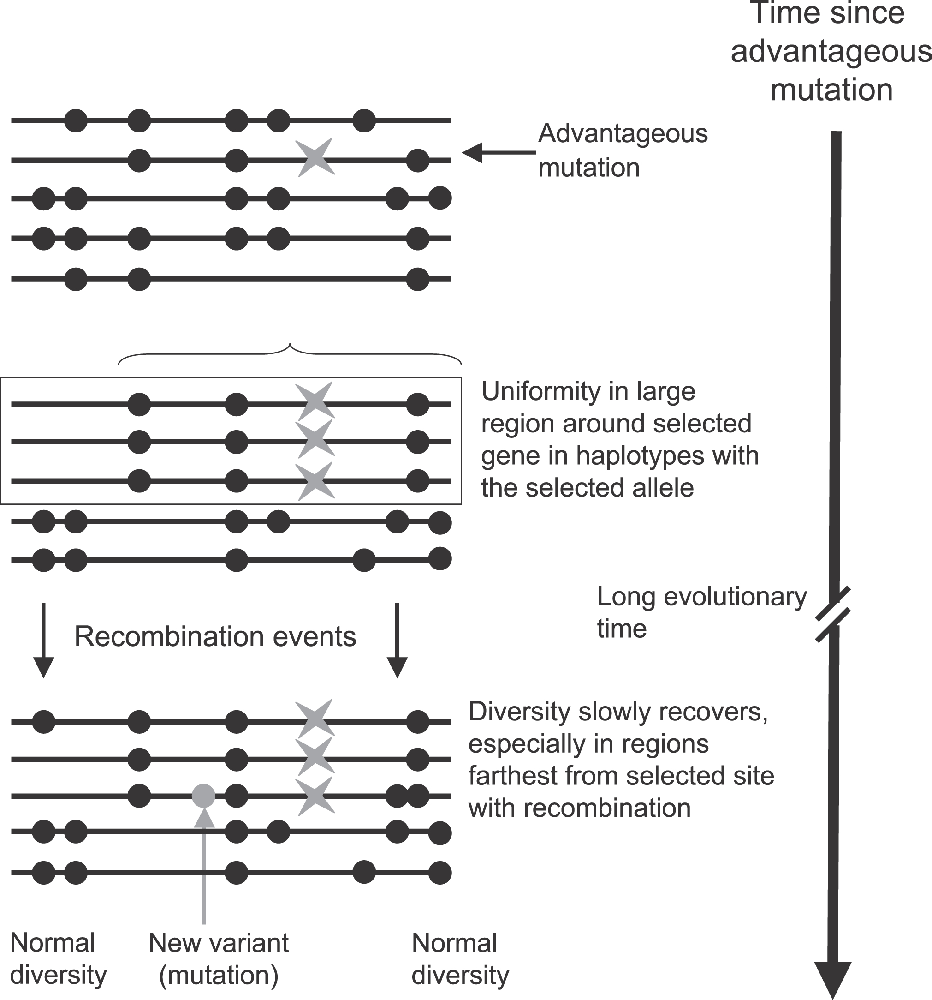 Time since
advantageous
mutation
Advantageous
mutation
Uniformity in large
region around selected
gene in haplotypes with
the selected allele
Long evolutionary
time
Recombination events
Diversity slowly recovers,
especially in regions
farthest from selected site
with recombination
Normal
diversity
New variant
(mutation)
Normal
diversity